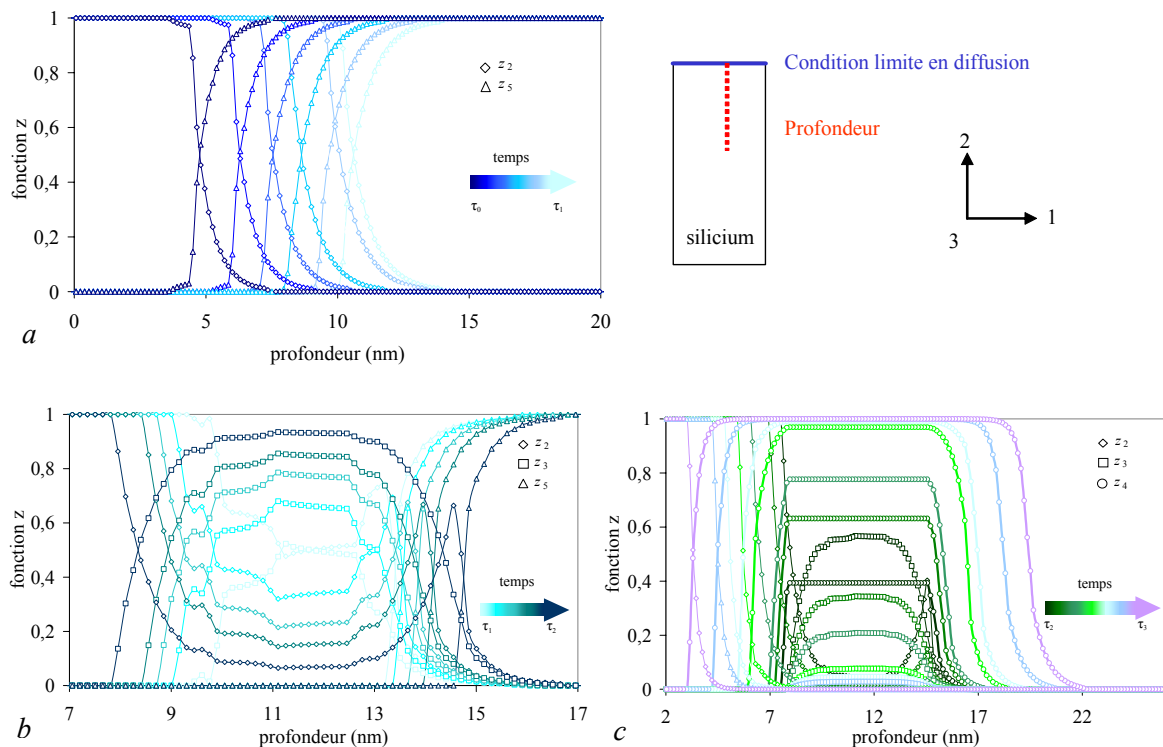 1
0,8
0,6
0,4
0,2
0
fonction z
z2
z5
temps
τ0 τ1
0 5 10 15 20
profondeur (nm)
a
Condition limite en diffusion
Profondeur
silicium
2
1
3
1
0,8
0,6
0,4
0,2
0
fonction z
z2
z3
z5
temps
τ1 τ2
7 9 11 13 15 17
profondeur (nm)
b
1
0,8
0,6
0,4
0,2
0
fonction z
z2
z3
z4
temps
τ2 τ3
2 7 12 17 22
profondeur (nm)
c